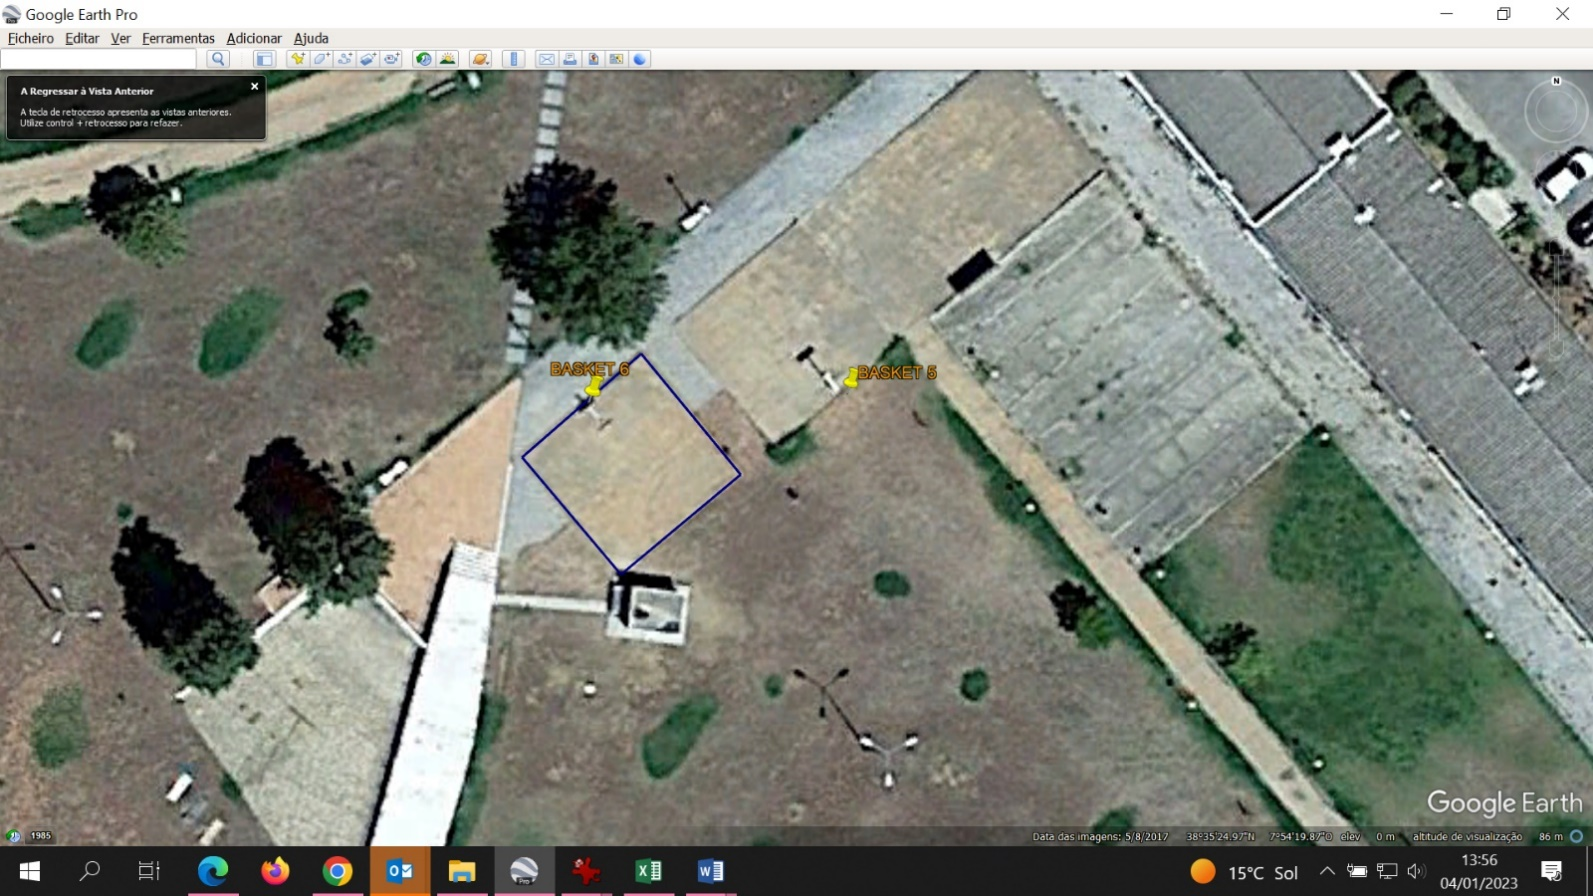 Google Earth Pro
Ficheiro Editar Ver Ferramentas Adicionar Ajuda
A Regressar à Vista Anterior
A tecla de retrocesso apresenta as vistas anteriores.
Utilize control + retrocesso para refazer.
N
BASKET 6
BASKET 5
Google Earth
1985
Data das imagens: 5/8/2017 38°35'24.97"N 7°54'19.87"O elev 0 m altitude de visualização 86 m
15°C Sol
13:56
04/01/2023